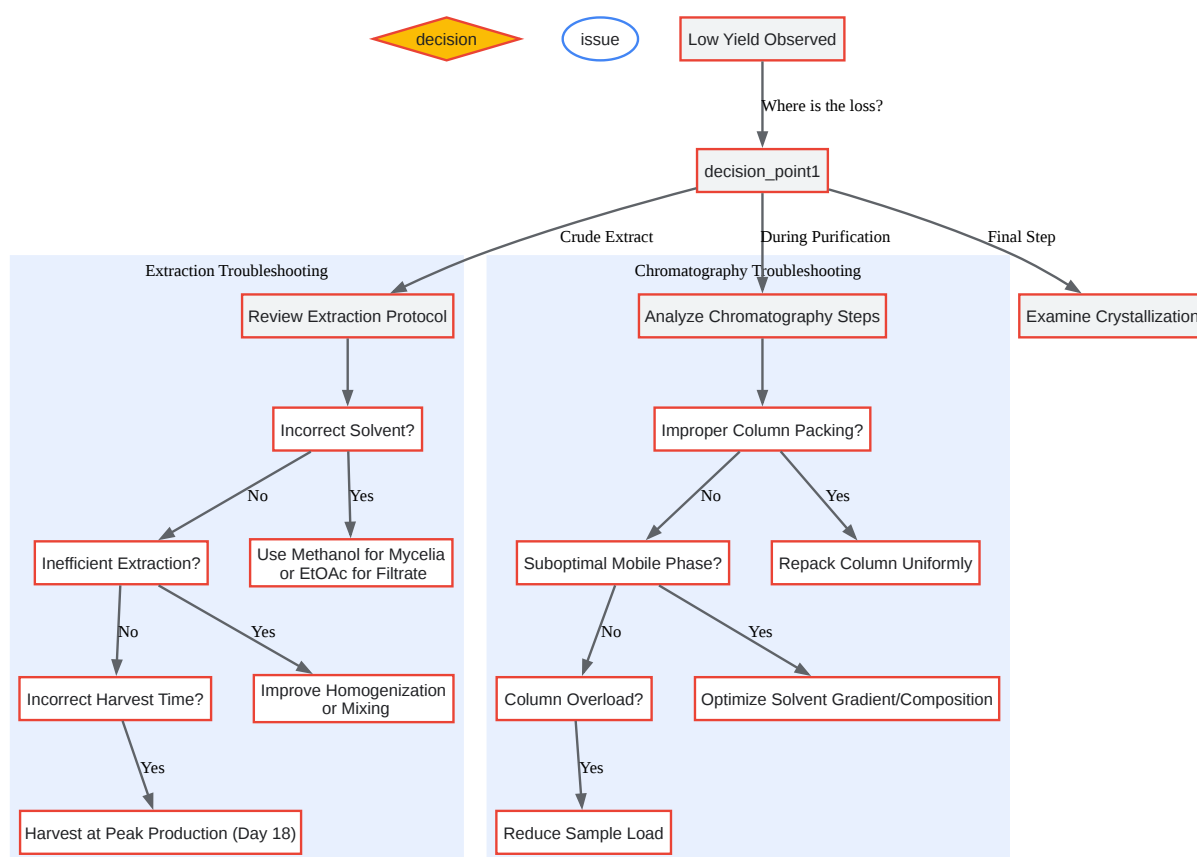 decision
issue
Low Yield Observed
Where is the loss?
decision_point1
Crude Extract
During Purification
Final Step
Extraction Troubleshooting
Chromatography Troubleshooting
Review Extraction Protocol
Analyze Chromatography Steps
Examine Crystallization
Incorrect Solvent?
Improper Column Packing?
No
Yes
No
Yes
Inefficient Extraction?
Use Methanol for Mycelia
or EtOAc for Filtrate
Suboptimal Mobile Phase?
Repack Column Uniformly
No
Yes
No
Yes
Incorrect Harvest Time?
Improve Homogenization
or Mixing
Column Overload?
Optimize Solvent Gradient/Composition
Yes
Yes
Harvest at Peak Production (Day 18)
Reduce Sample Load